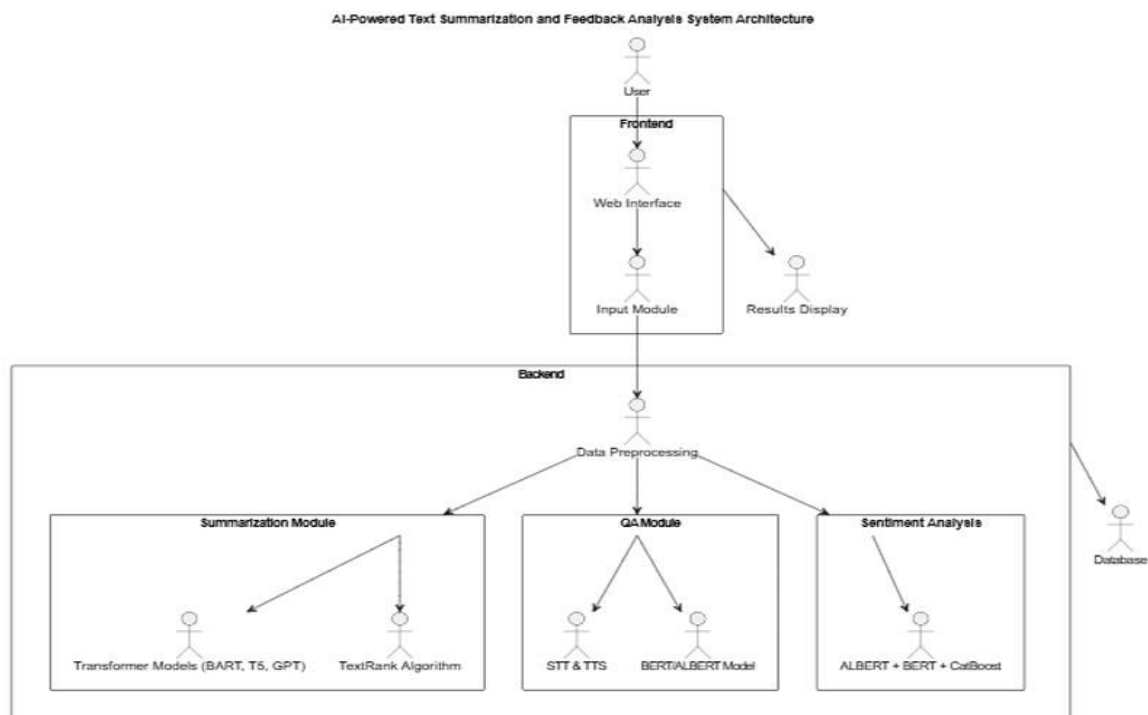 AI-Powered Text Summarization and Feedback Analysis System Architecture
User
Frontend
Web Interface
Input Module
Results Display
Backend
Data Preprocessing
Summarization Module
QA Module
Sentiment Analysis
Database
Transformer Models (BART, T5, GPT)
TextRank Algorithm
STT & TTS
BERT/ALBERT Model
ALBERT + BERT + CatBoost